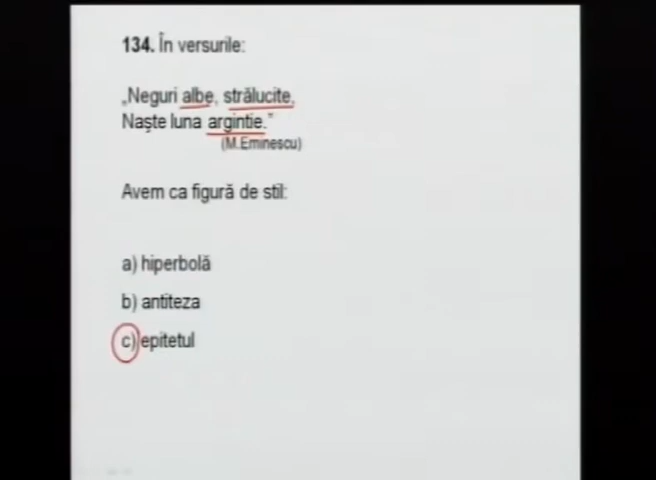 134. În versurile:
„Neguri albe, strălucite,
Naşte luna argintie.”
(M.Eminescu)
Avem ca figură de stil:
a) hiperbolă
b) antiteza
c) epitetul